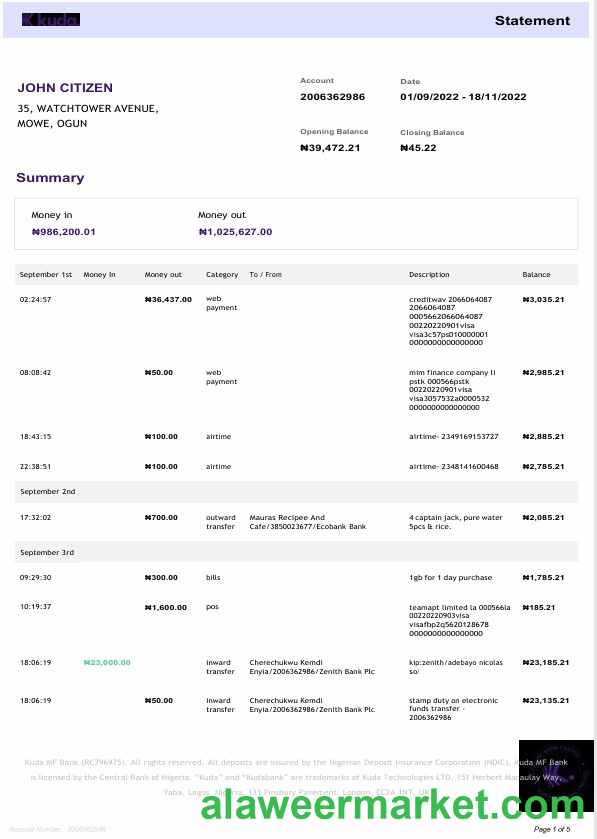 kuda. Statement
JOHN CITIZEN
35, WATCHTOWER AVENUE,
MOWE, OGUN
Account Date
2006362986 01/09/2022 - 18/11/2022
Opening Balance Closing Balance
₦39,472.21 ₦45.22
Summary
Money in Money out
₦986,200.01 ₦1,025,627.00
September 1st Money In Money out Category To / From Description Balance
02:24:57 ₦36,437.00 web creditwav 2066064087 ₦3,035.21
payment 2066064087
0005662066064087
00220220901visa
visa3c57ps010000001
0000000000000000
08:08:42 ₦50.00 web mim finance company li ₦2,985.21
payment pstk 000566pstk
00220220901visa
visa3057532a0000532
0000000000000000
18:43:15 ₦100.00 airtime airtime- 2349169153727 ₦2,885.21
22:38:51 ₦100.00 airtime airtime- 2348141600468 ₦2,785.21
September 2nd
17:32:02 ₦700.00 outward Mauras Recipee And 4 captain jack, pure water ₦2,085.21
transfer Cafe/3850023677/Ecobank Bank 5pcs & rice.
September 3rd
09:29:30 ₦300.00 bills 1gb for 1 day purchase ₦1,785.21
10:19:37 ₦1,600.00 pos teamapt limited la 000566la ₦185.21
00220220903visa
visafbp2q5620128678
0000000000000000
18:06:19 ₦23,000.00 inward Cherechukwu Kemdi kip:zenith/adebayo nicolas ₦23,185.21
transfer Enyia/2006362986/Zenith Bank Plc so/
18:06:19 ₦50.00 inward Cherechukwu Kemdi stamp duty on electronic ₦23,135.21
transfer Enyia/2006362986/Zenith Bank Plc funds transfer -
2006362986
Kuda MF Bank (RC796975). All rights reserved. All deposits are insured by the Nigerian Deposit Insurance Corporation (NDIC). Kuda MF Bank
is licensed by the Central Bank of Nigeria. "Kuda" and "Kudabank" are trademarks of Kuda Technologies LTD. 151 Herbert Macaulay Way,
Yaba, Lagos, Nigeria. 131 Finsbury Pavement, London, EC2A 1NT, UK
alaweermarket.com
Account Number: 2006362986 Page 1 of 5